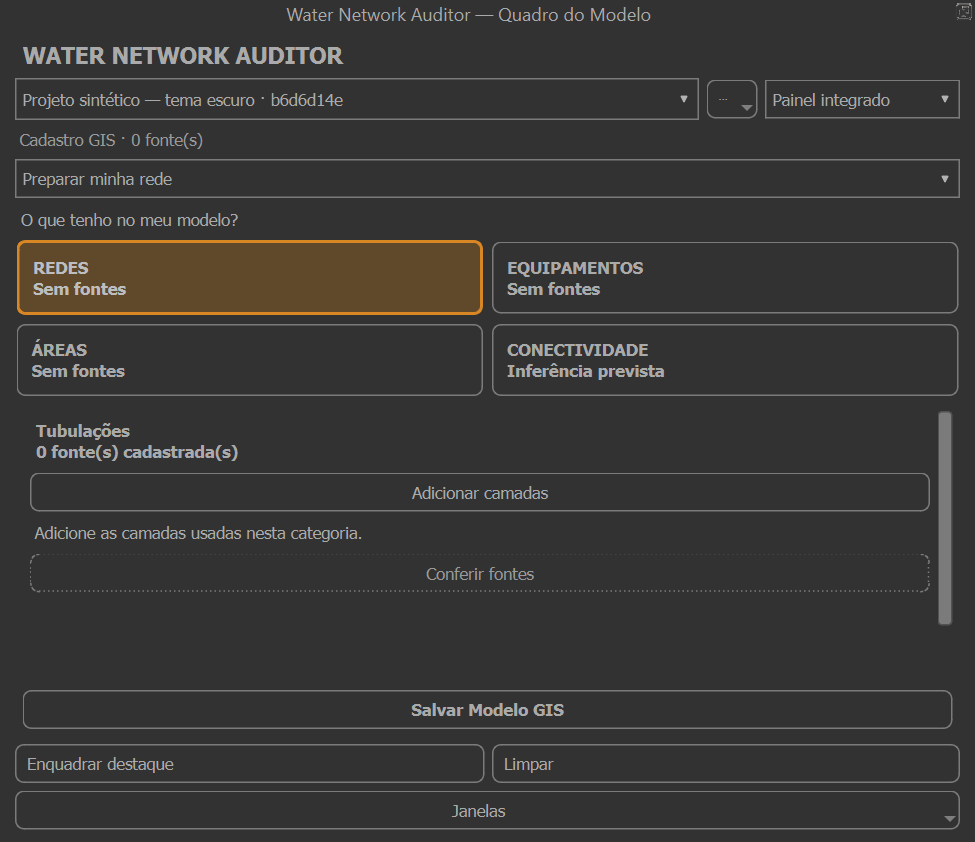 Water Network Auditor — Quadro do Modelo
WATER NETWORK AUDITOR
Projeto sintético — tema escuro · b6d6d14e
...
Painel integrado
Cadastro GIS · 0 fonte(s)
Preparar minha rede
O que tenho no meu modelo?
REDES
Sem fontes
EQUIPAMENTOS
Sem fontes
ÁREAS
Sem fontes
CONECTIVIDADE
Inferência prevista
Tubulações
0 fonte(s) cadastrada(s)
Adicionar camadas
Adicione as camadas usadas nesta categoria.
Conferir fontes
Salvar Modelo GIS
Enquadrar destaque
Limpar
Janelas